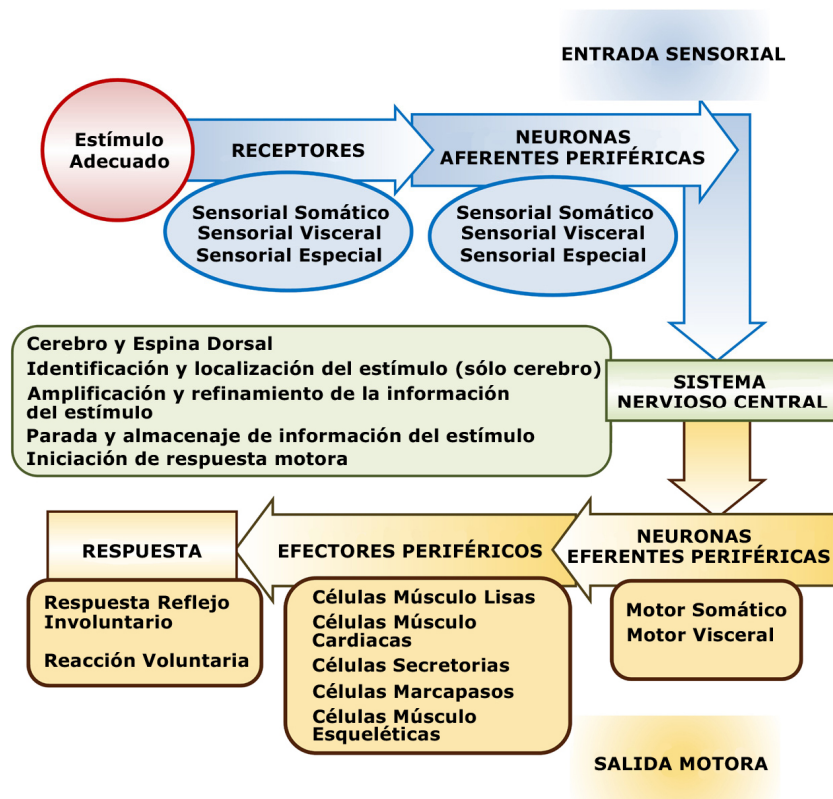 ENTRADA SENSORIAL
Estímulo
Adecuado
RECEPTORES
NEURONAS
AFERENTES PERIFÉRICAS
Sensorial Somático
Sensorial Visceral
Sensorial Especial
Sensorial Somático
Sensorial Visceral
Sensorial Especial
Cerebro y Espina Dorsal
Identificación y localización del estímulo (sólo cerebro)
Amplificación y refinamiento de la información
del estímulo
Parada y almacenaje de información del estímulo
Iniciación de respuesta motora
SISTEMA
NERVIOSO CENTRAL
NEURONAS
EFERENTES PERIFÉRICAS
EFECTORES PERIFÉRICOS
RESPUESTA
Motor Somático
Motor Visceral
Células Músculo Lisas
Células Músculo
Cardiacas
Células Secretorias
Células Marcapasos
Células Músculo
Esqueléticas
Respuesta Reflejo
Involuntario
Reacción Voluntaria
SALIDA MOTORA